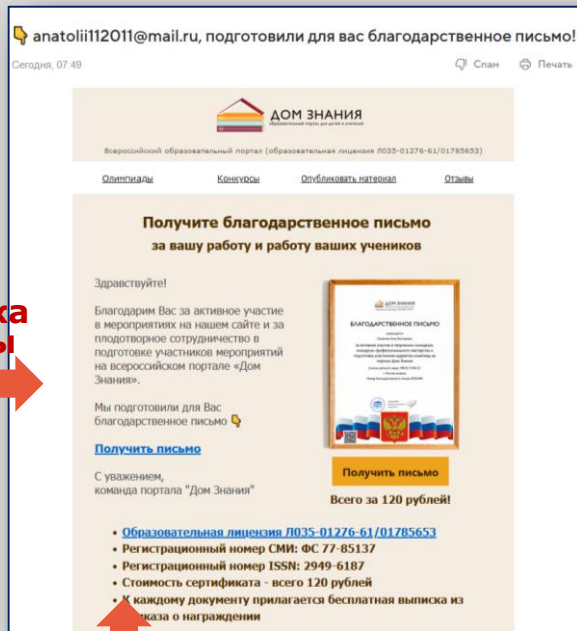 anatolii112011@mail.ru, подготовили для вас благодарственное письмо!
Сегодня, 07:49
Спам Печать
ДОМ ЗНАНИЯ
Всероссийский образовательный портал (образовательная лицензия Л035-01276-61/01785653)
Олимпиады Конкурсы Опубликовать материал Отзывы
Получите благодарственное письмо
за вашу работу и работу ваших учеников
Здравствуйте!
Благодарим Вас за активное участие
в мероприятиях на нашем сайте и за
плодотворное сотрудничество в
подготовке участников мероприятий
на всероссийском портале «Дом
Знания».
Мы подготовили для Вас
благодарственное письмо
Получить письмо
С уважением,
команда портала "Дом Знания"
ДОМ ЗНАНИЯ
БЛАГОДАРСТВЕННОЕ ПИСЬМО
Получить письмо
Всего за 120 рублей!
• Образовательная лицензия Л035-01276-61/01785653
• Регистрационный номер СМИ: ФС 77-85137
• Регистрационный номер ISSN: 2949-6187
• Стоимость сертификата - всего 120 рублей
• К каждому документу прилагается бесплатная выписка из
каза о награждении
ка
ы